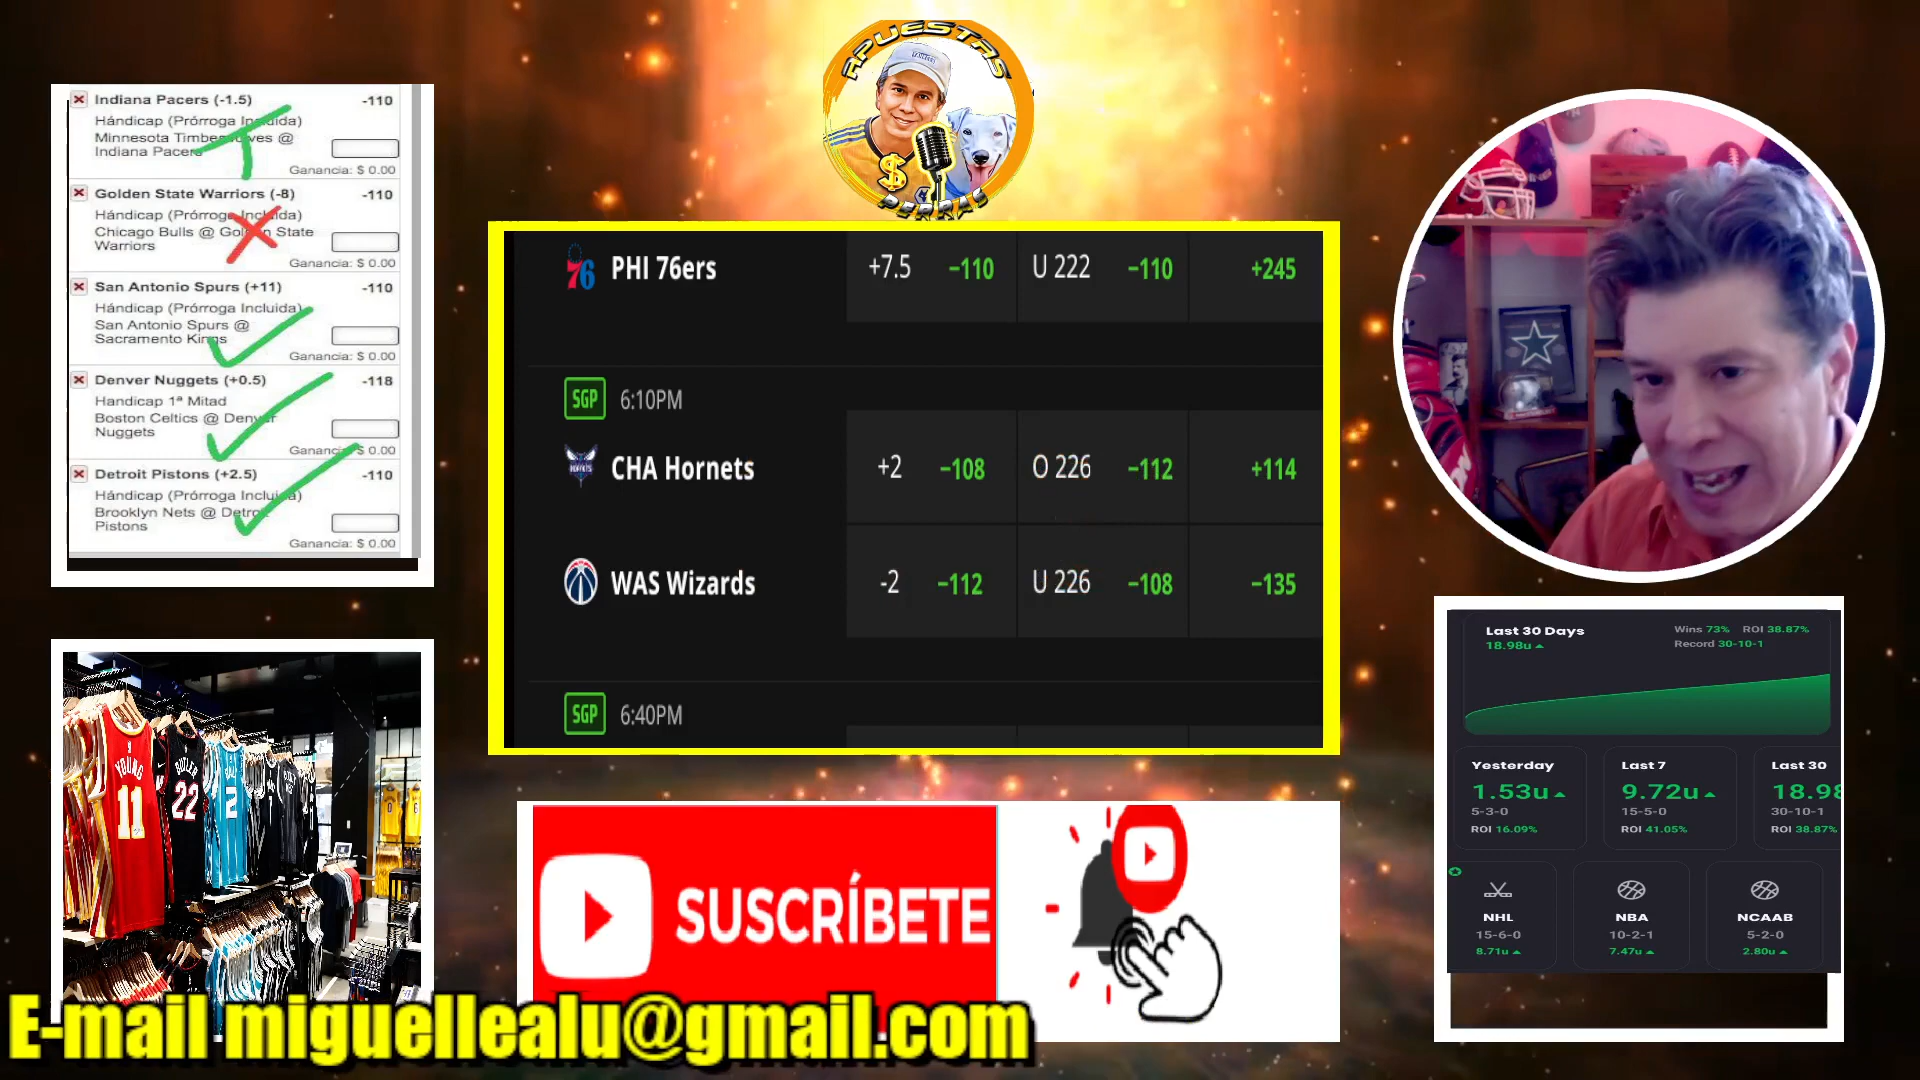 Indiana Pacers (-1.5) -110
Hándicap (Prórroga Incluida)
Minnesota Timberwolves @
Indiana Pacers
Ganancia: $ 0.00
Golden State Warriors (-8) -110
Hándicap (Prórroga Incluida)
Chicago Bulls @ Golden State
Warriors
Ganancia: $ 0.00
San Antonio Spurs (+11) -110
Hándicap (Prórroga Incluida)
San Antonio Spurs @
Sacramento Kings
Ganancia: $ 0.00
Denver Nuggets (+0.5) -118
Handicap 1ª Mitad
Boston Celtics @ Denver
Nuggets
Ganancia: $ 0.00
Detroit Pistons (+2.5) -110
Hándicap (Prórroga Incluida)
Brooklyn Nets @ Detroit
Pistons
Ganancia: $ 0.00
APUESTAS
$
PERRAS
76
PHI 76ers +7.5 −110 U 222 −110 +245
SGP 6:10PM
CHA Hornets +2 −108 O 226 −112 +114
WAS Wizards -2 −112 U 226 −108 −135
SGP 6:40PM
Last 30 Days Wins 73% ROI 38.87%
18.98u Record 30-10-1
Yesterday Last 7 Last 30
1.53u 9.72u 18.98
5-3-0 15-5-0 30-10-1
ROI 16.09% ROI 41.05% ROI 38.87%
NHL NBA NCAAB
15-6-0 10-2-1 5-2-0
8.71u 7.47u 2.80u
YOUNG
11
BUTLER
22
2
SUSCRÍBETE
E-mail miguellealu@gmail.com